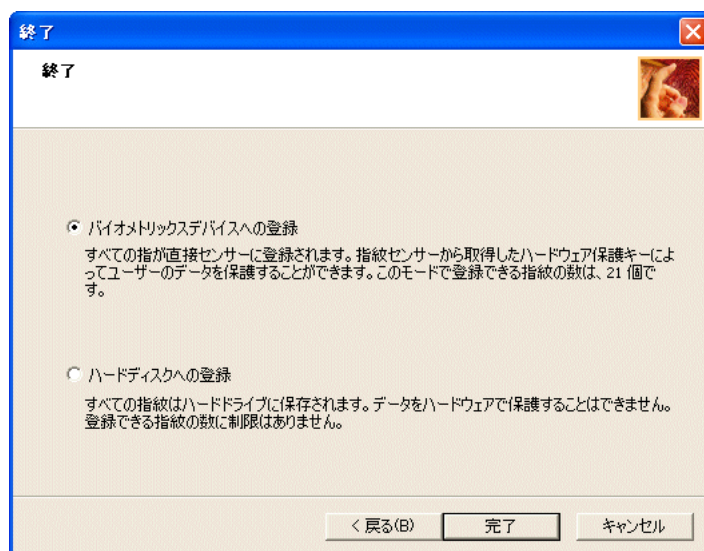 終了
終了
バイオメトリックスデバイスへの登録
すべての指が直接センサーに登録されます。指紋センサーから取得したハードウェア保護キーによ
ってユーザーのデータを保護することができます。このモードで登録できる指紋の数は、21 個で
す。
ハードディスクへの登録
すべての指紋はハードドライブに保存されます。データをハードウェアで保護することはできません。
登録できる指紋の数に制限はありません。
< 戻る(B) 完了 キャンセル